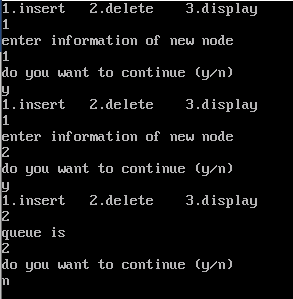 1.insert 2.delete 3.display
1
enter information of new node
1
do you want to continue (y/n)
y
1.insert 2.delete 3.display
1
enter information of new node
2
do you want to continue (y/n)
y
1.insert 2.delete 3.display
2
queue is
2
do you want to continue (y/n)
n